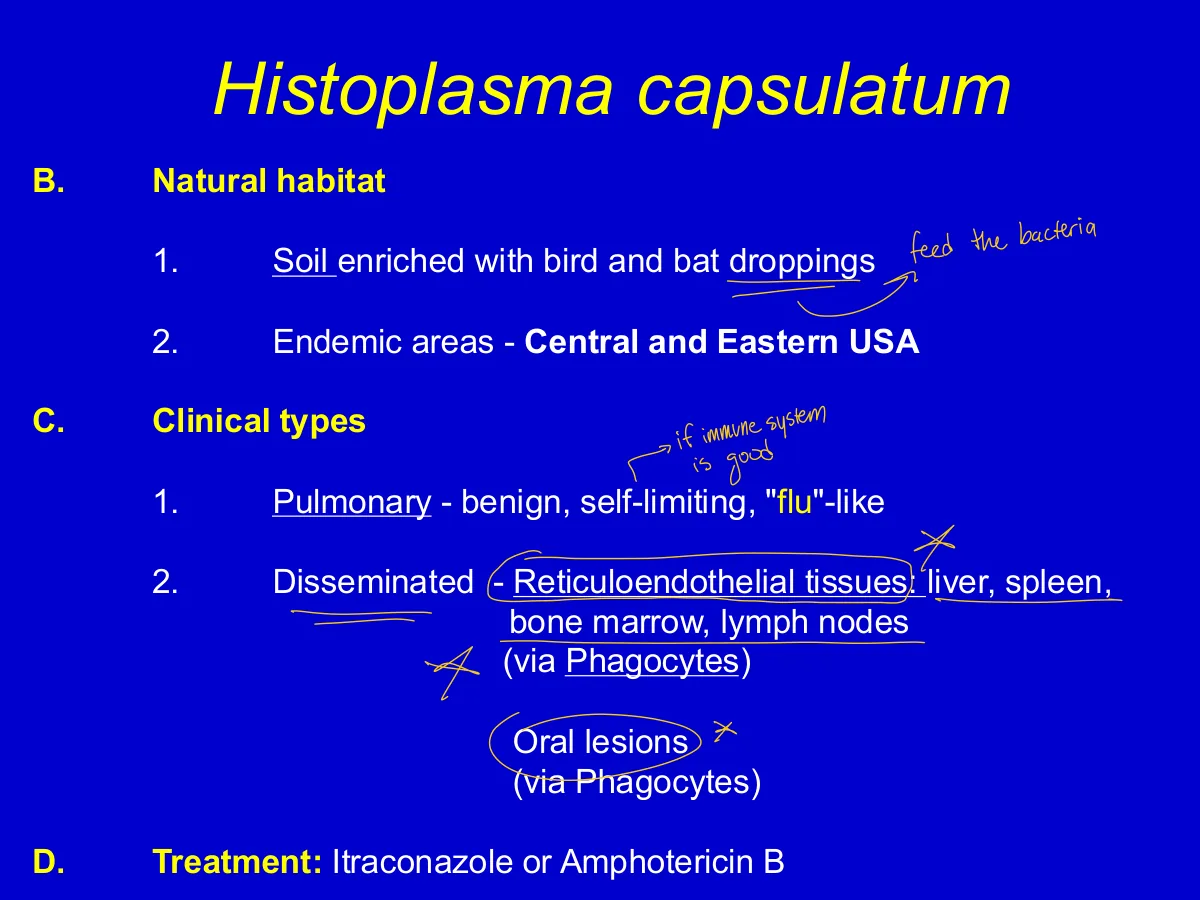 Histoplasma capsulatum
B. Natural habitat
1. Soil enriched with bird and bat droppings
feed the bacteria
2. Endemic areas - Central and Eastern USA
C. Clinical types
if immune system
is good
1. Pulmonary - benign, self-limiting, "flu"-like
2. Disseminated - Reticuloendothelial tissues: liver, spleen,
bone marrow, lymph nodes
(via Phagocytes)
Oral lesions
(via Phagocytes)
D. Treatment: Itraconazole or Amphotericin B